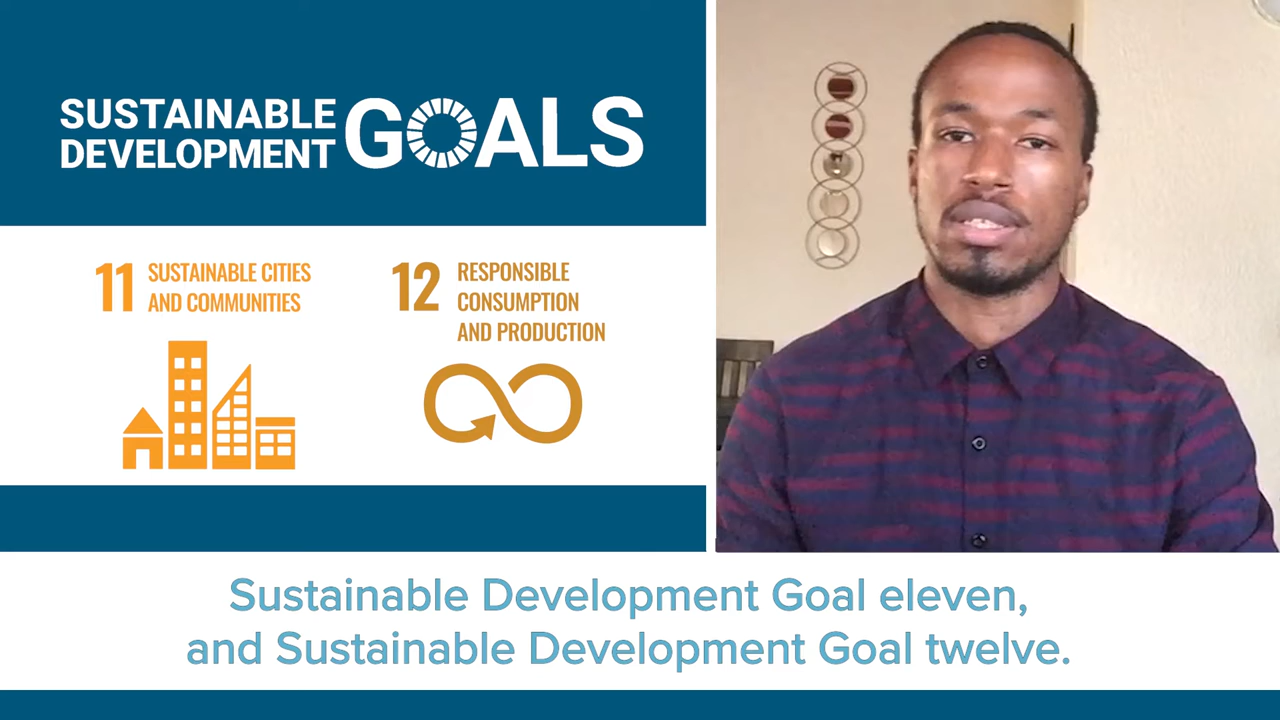 SUSTAINABLE
DEVELOPMENT
GOALS
11 SUSTAINABLE CITIES
AND COMMUNITIES
12 RESPONSIBLE
CONSUMPTION
AND PRODUCTION
Sustainable Development Goal eleven,
and Sustainable Development Goal twelve.